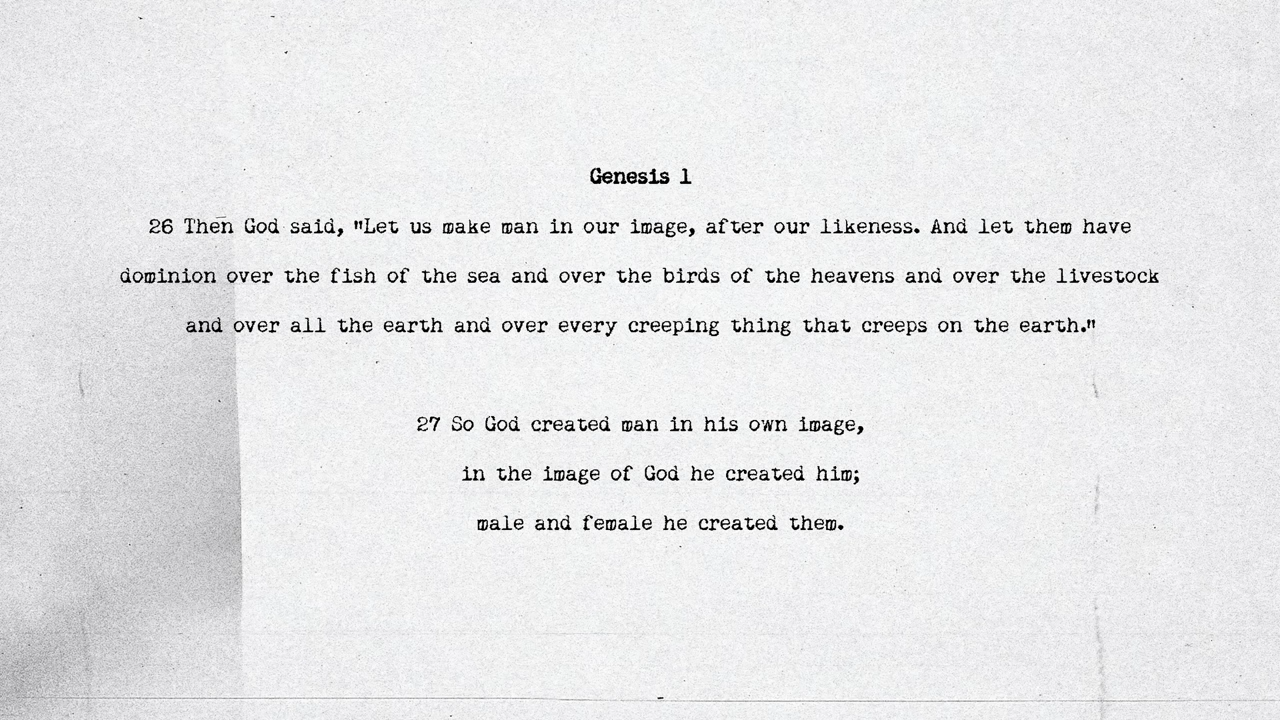 Genesis 1
26 Then God said, "Let us make man in our image, after our likeness. And let them have
dominion over the fish of the sea and over the birds of the heavens and over the livestock
and over all the earth and over every creeping thing that creeps on the earth."
27 So God created man in his own image,
in the image of God he created him;
male and female he created them.